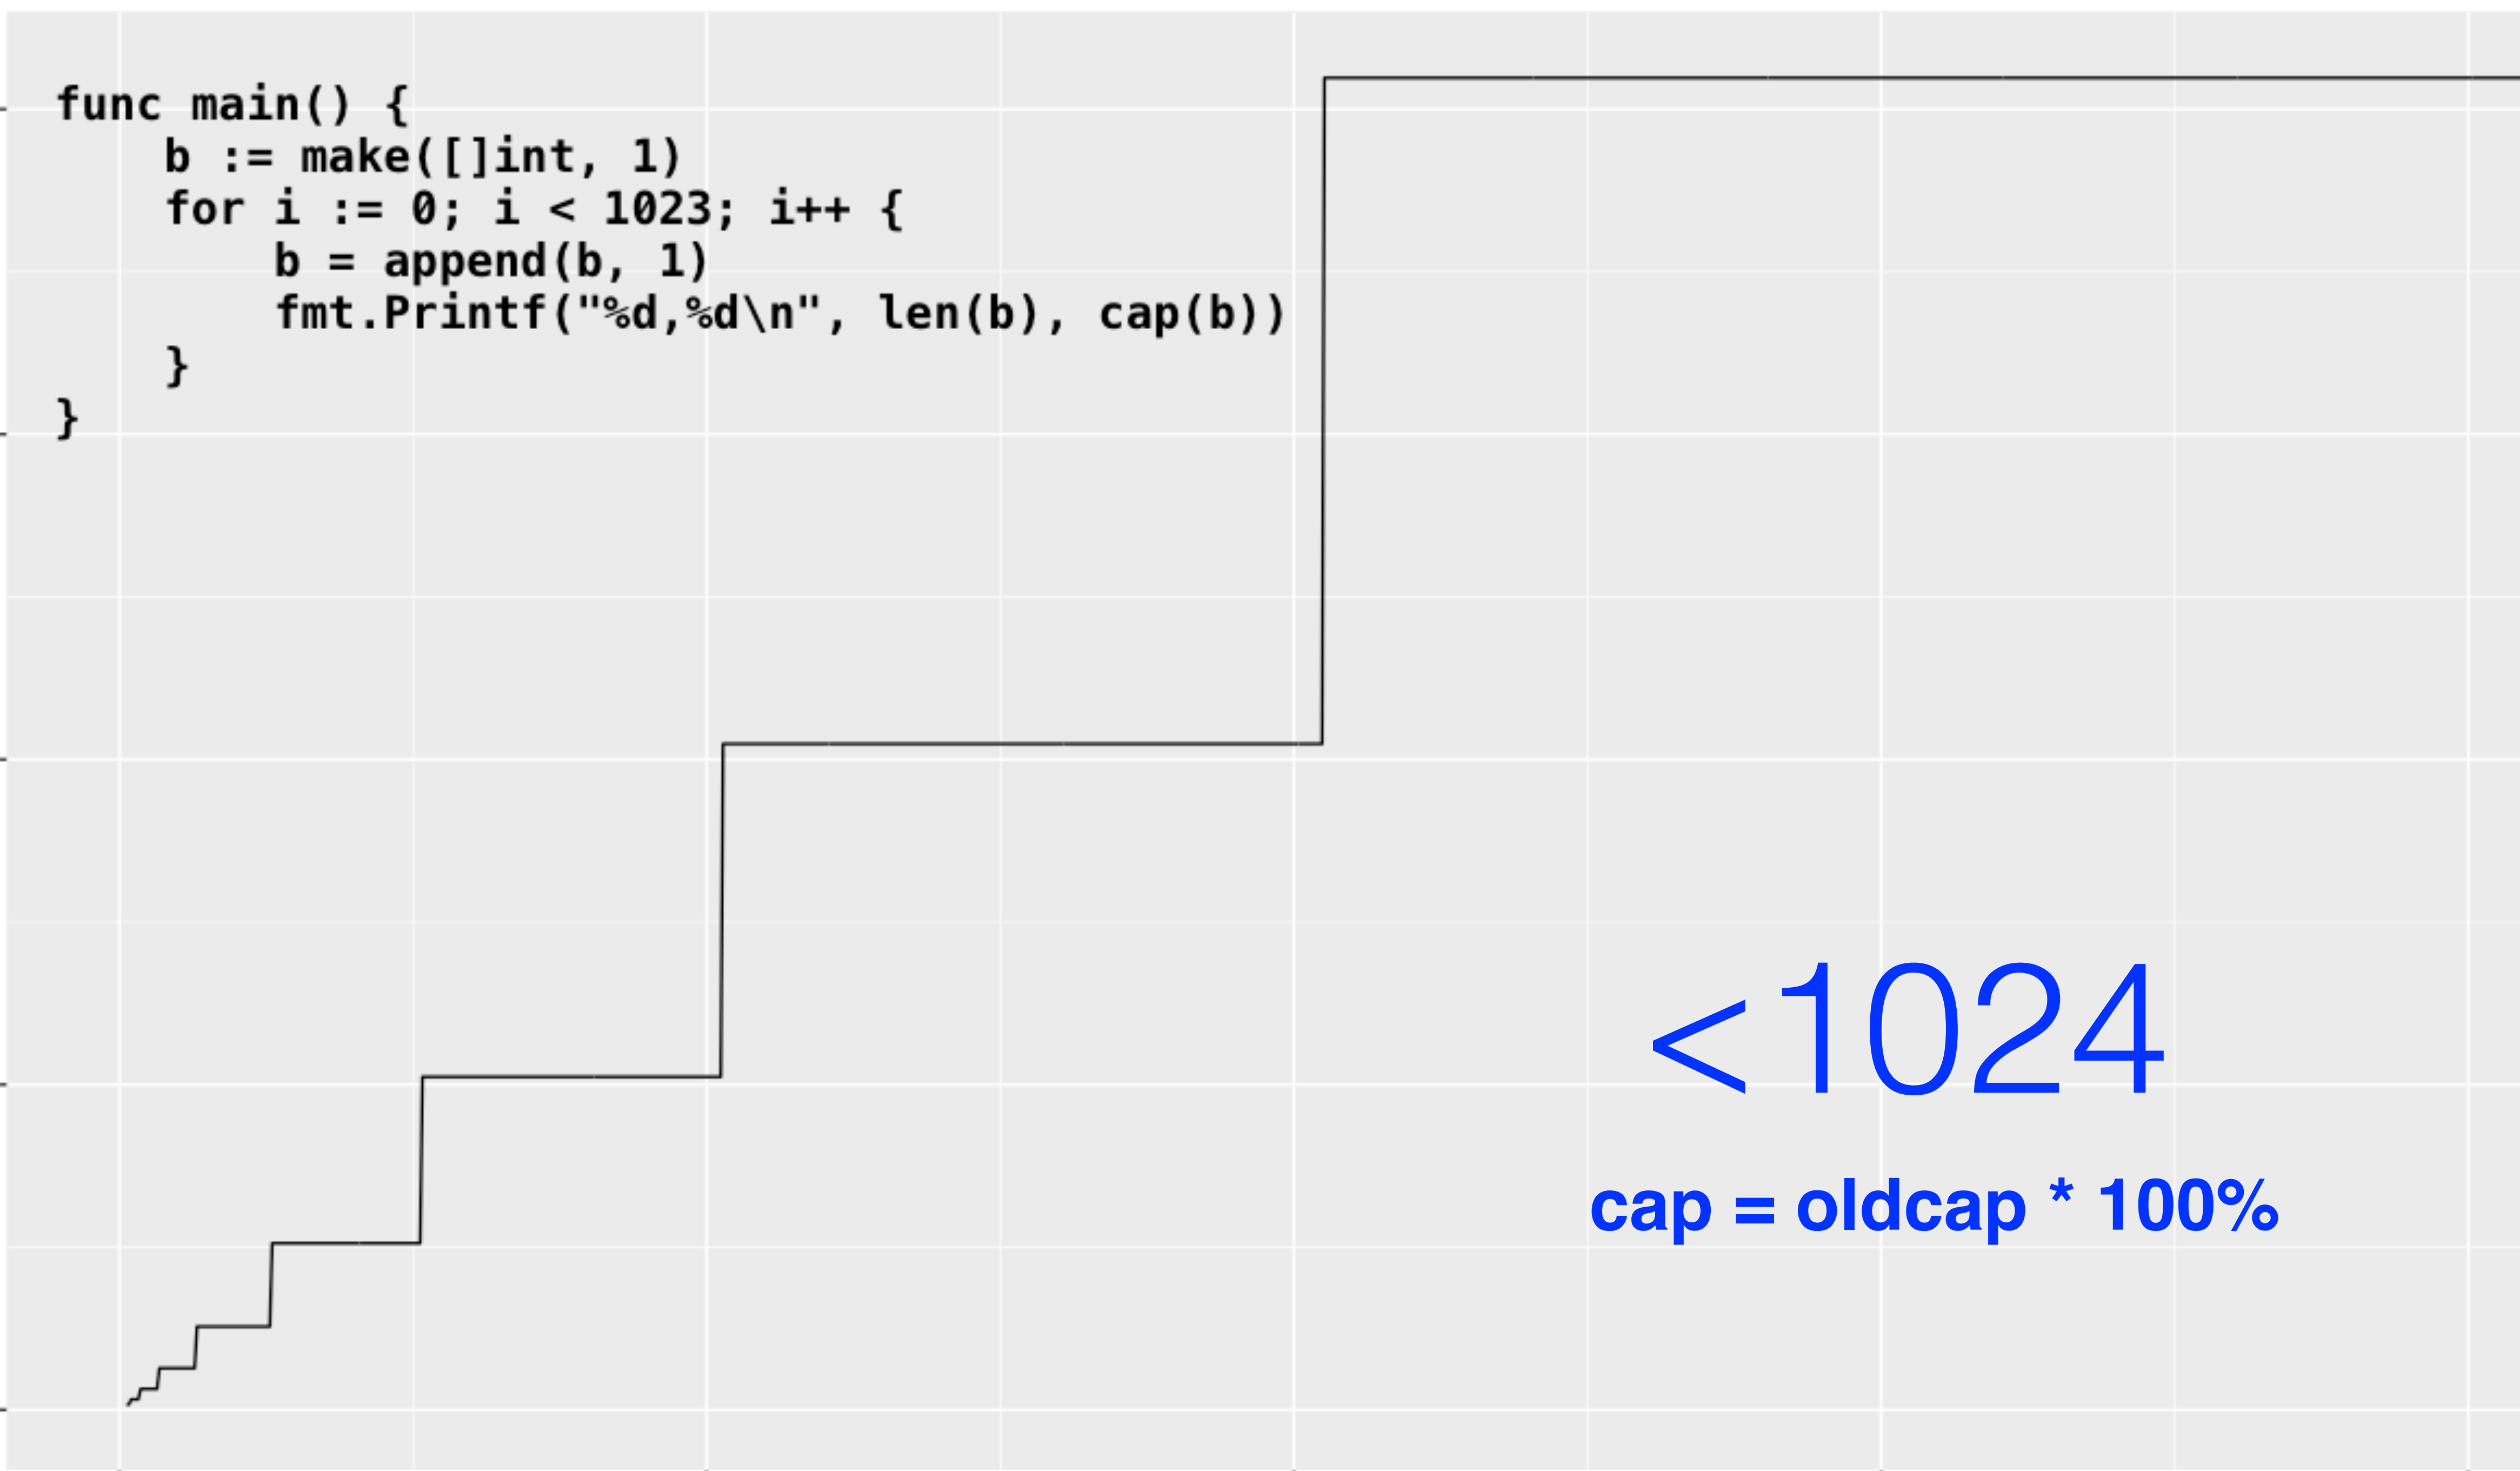 func main() {
    b := make([]int, 1)
    for i := 0; i < 1023; i++ {
        b = append(b, 1)
        fmt.Printf("%d,%d\n", len(b), cap(b))
    }
}
<1024
cap = oldcap * 100%